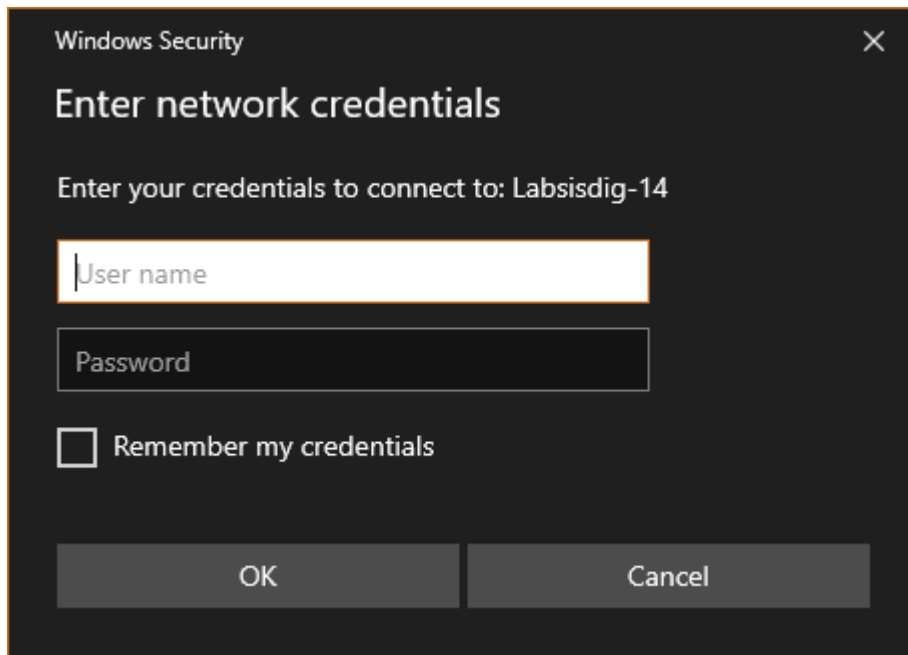 Windows Security
Enter network credentials
Enter your credentials to connect to: Labsisdig-14
User name
Password
Remember my credentials
OK
Cancel